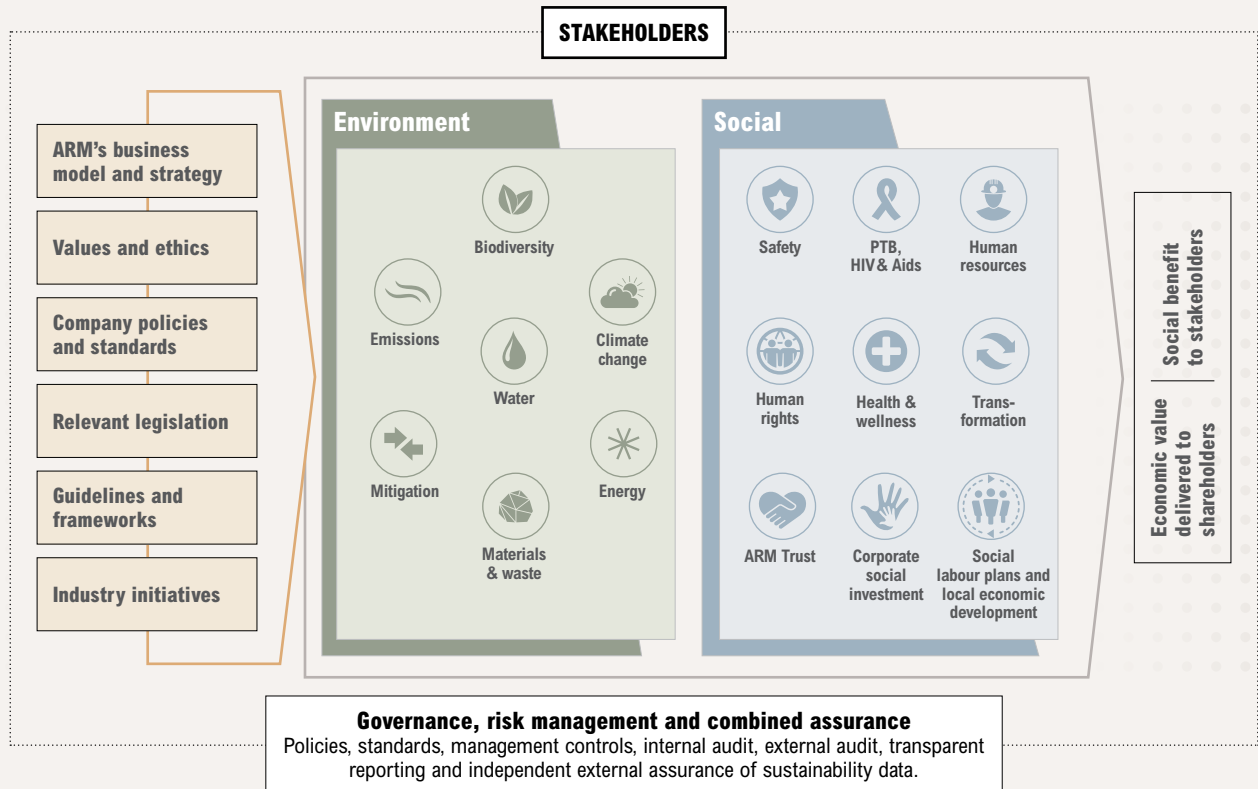 STAKEHOLDERS
ARM's business
model and strategy
Values and ethics
Company policies
and standards
Relevant legislation
Guidelines and
frameworks
Industry initiatives
Environment
Biodiversity
Emissions
Climate
change
Water
Mitigation
Energy
Materials
& waste
Social
Safety
PTB,
HIV & Aids
Human
resources
Human
rights
Health &
wellness
Trans-
formation
ARM Trust
Corporate
social
investment
Social
labour plans and
local economic
development
Social benefit
to stakeholders
Economic value
delivered to
shareholders
Governance, risk management and combined assurance
Policies, standards, management controls, internal audit, external audit, transparent
reporting and independent external assurance of sustainability data.